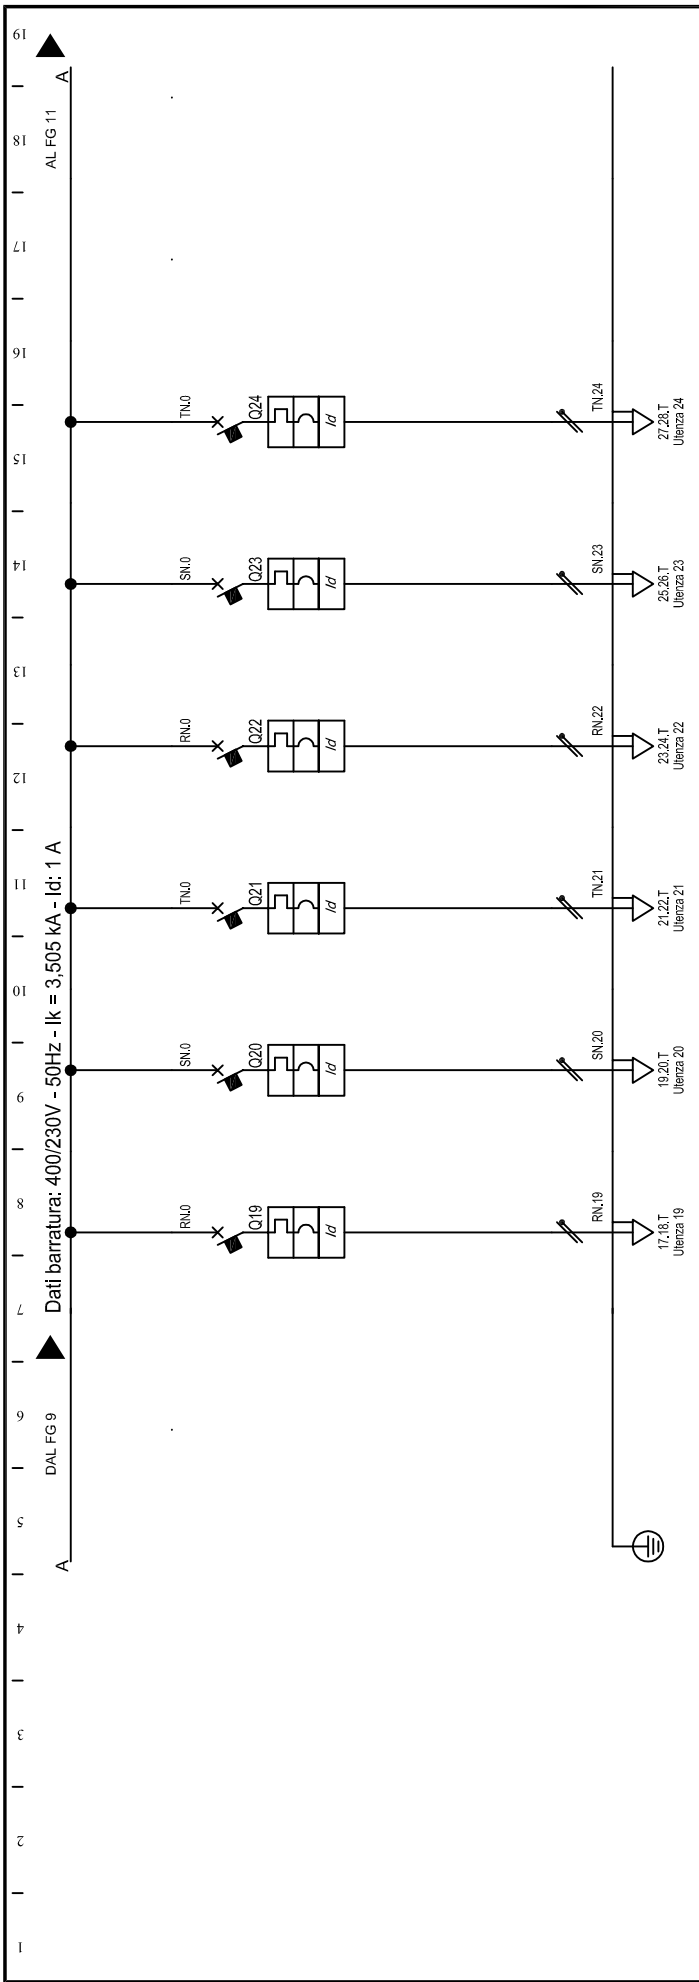 1
2
3
4
5
6
7
8
9
10
11
12
13
14
15
16
17
18
19
DAL FG 9
AL FG 11
Dati barratura: 400/230V - 50Hz - Ik = 3,505 kA - Id: 1 A
A
A
RN.0
SN.0
TN.0
RN.0
SN.0
TN.0
Q19
Q20
Q21
Q22
Q23
Q24
Id
Id
Id
Id
Id
Id
RN.19
SN.20
TN.21
RN.22
SN.23
TN.24
17.18.T
Utenza 19
19.20.T
Utenza 20
21.22.T
Utenza 21
23.24.T
Utenza 22
25.26.T
Utenza 23
27.28.T
Utenza 24